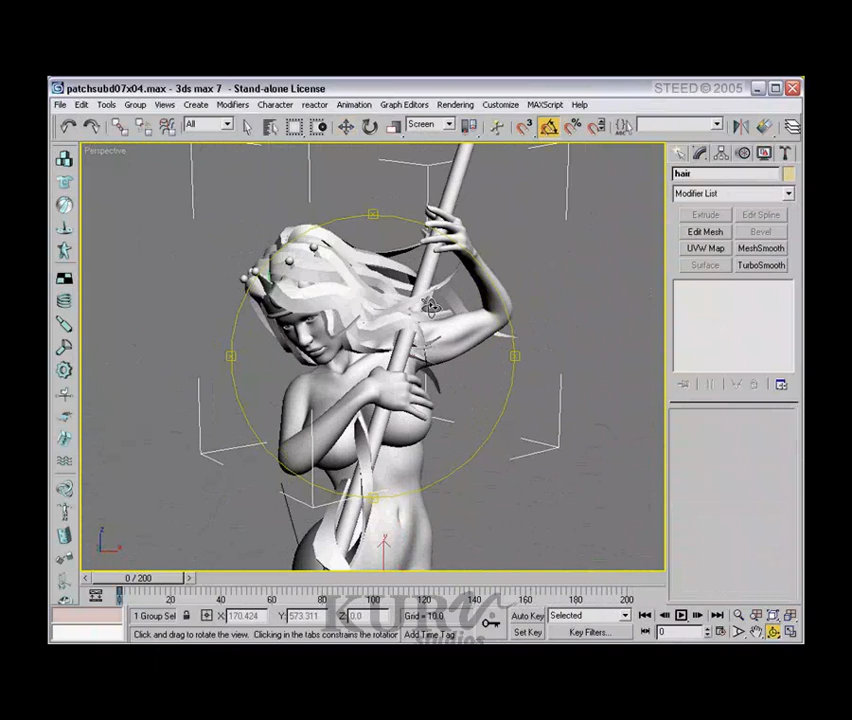 patchsubd07x04.max - 3ds max 7 - Stand-alone License
STEED©2005
File Edit Tools Group Views Create Modifiers Character reactor Animation Graph Editors Rendering Customize MAXScript Help
All
Screen
3
Perspective
hair
Modifier List
Extrude Edit Spline
Edit Mesh Bevel
UVW Map MeshSmooth
Surface TurboSmooth
z
x
y
0 / 200
20 40 60 80 100 120 140 160 180 200
1 Group Sel X: 170.424 Y: 573.311 Z: 0.0 Grid = 10.0 Auto Key Selected
Click and drag to rotate the view. Clicking in the tabs constrains the rotation Add Time Tag Set Key Key Filters... 0
KURv
studios